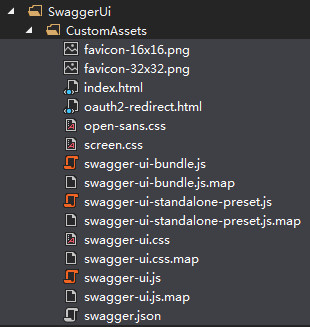 SwaggerUi
CustomAssets
favicon-16x16.png
favicon-32x32.png
index.html
oauth2-redirect.html
open-sans.css
screen.css
swagger-ui-bundle.js
swagger-ui-bundle.js.map
swagger-ui-standalone-preset.js
swagger-ui-standalone-preset.js.map
swagger-ui.css
swagger-ui.css.map
swagger-ui.js
swagger-ui.js.map
swagger.json